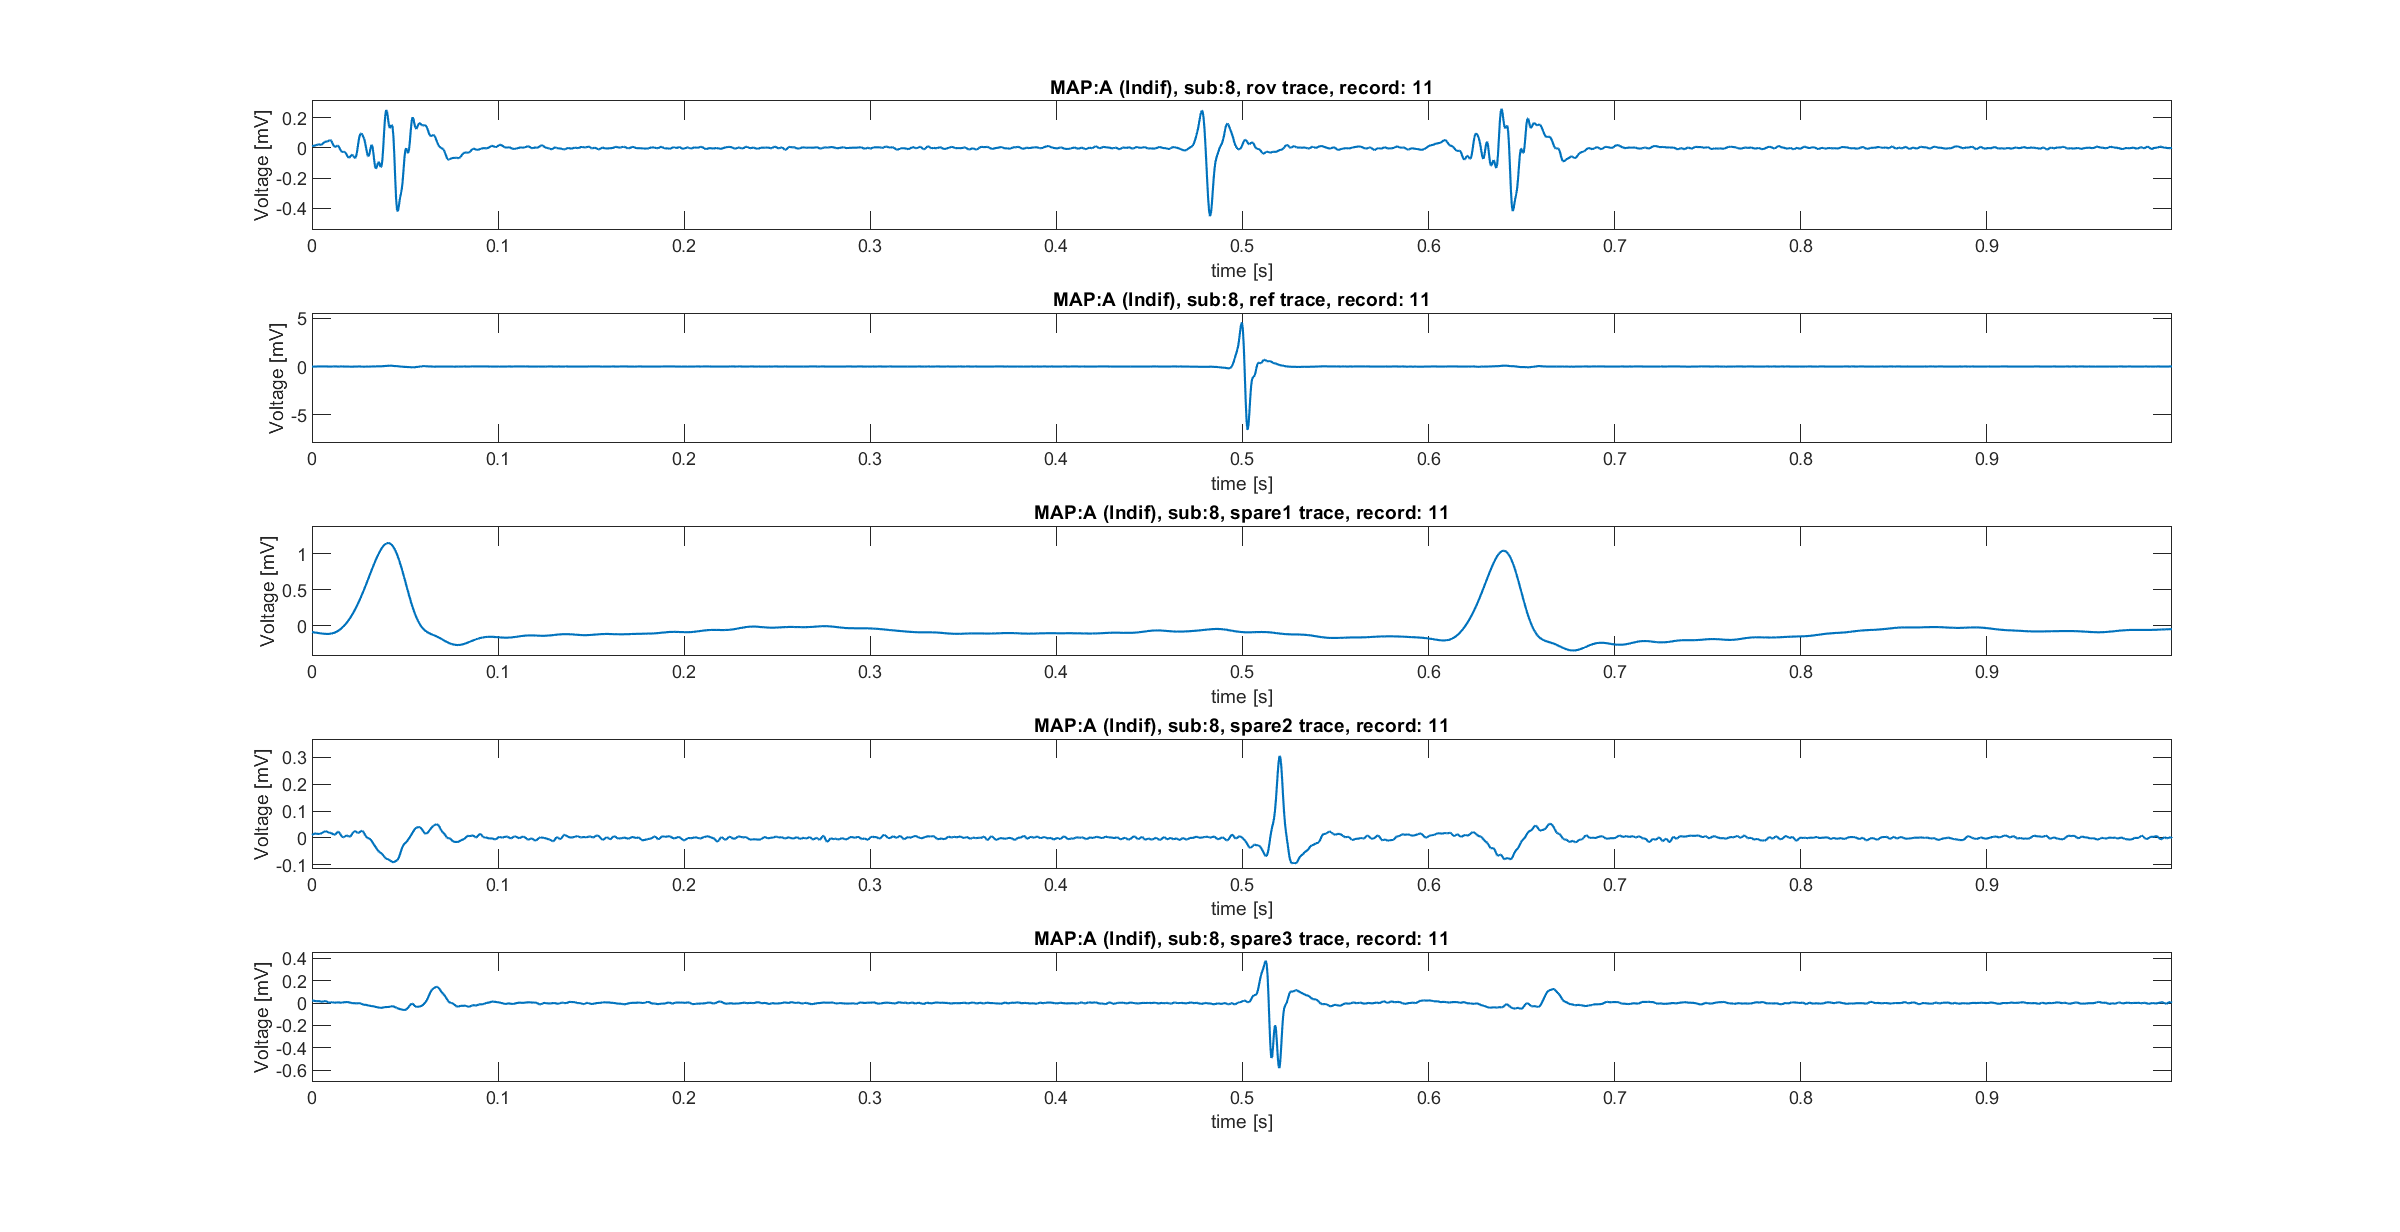 MAP:A (Indif), sub:8, rov trace, record: 11
Voltage [mV]
0.2
0
-0.2
-0.4
0 0.1 0.2 0.3 0.4 0.5 0.6 0.7 0.8 0.9
time [s]
MAP:A (Indif), sub:8, ref trace, record: 11
Voltage [mV]
5
0
-5
0 0.1 0.2 0.3 0.4 0.5 0.6 0.7 0.8 0.9
time [s]
MAP:A (Indif), sub:8, spare1 trace, record: 11
Voltage [mV]
1
0.5
0
0 0.1 0.2 0.3 0.4 0.5 0.6 0.7 0.8 0.9
time [s]
MAP:A (Indif), sub:8, spare2 trace, record: 11
Voltage [mV]
0.3
0.2
0.1
0
-0.1
0 0.1 0.2 0.3 0.4 0.5 0.6 0.7 0.8 0.9
time [s]
MAP:A (Indif), sub:8, spare3 trace, record: 11
Voltage [mV]
0.4
0.2
0
-0.2
-0.4
-0.6
0 0.1 0.2 0.3 0.4 0.5 0.6 0.7 0.8 0.9
time [s]